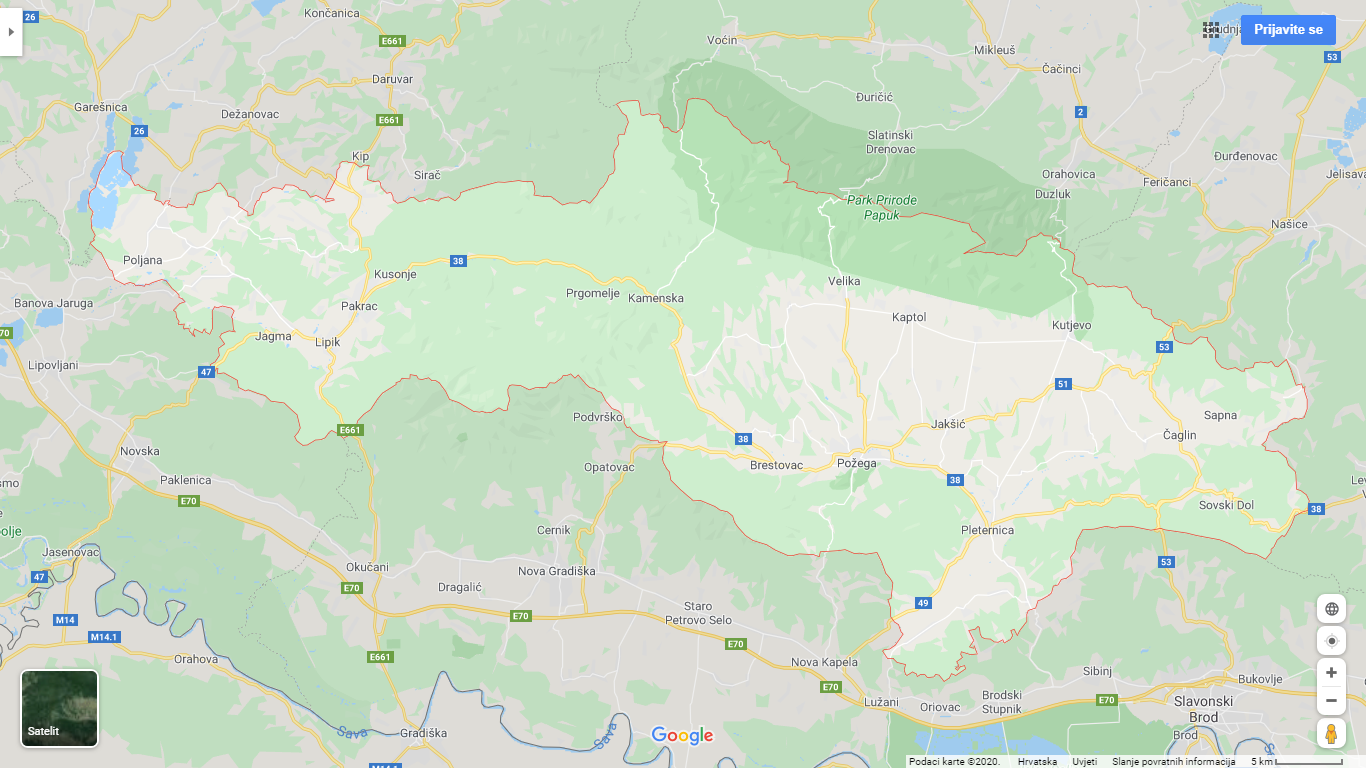 26
Končanica
E661
Voćin
Prijavite se
Mikleuš
53
Čačinci
Daruvar
Đuričić
Garešnica
Dežanovac
E661
2
26
Slatinski
Drenovac
Kip
Đurđenovac
Sirač
Orahovica
Feričanci
Jelisava
Duzluk
Park Prirode
Papuk
Našice
Poljana
38
Kusonje
Velika
Prgomelje
Kamenska
Banova Jaruga
Pakrac
Kaptol
Kutjevo
70
Jagma
Lipik
53
Lipovljani
47
51
Podvrško
Sapna
Jakšić
E661
Čaglin
38
Novska
Opatovac
Brestovac
Požega
Paklenica
38
smo
E70
Sovski Dol
38
Cernik
Pleternica
olje
Jasenovac
53
Okučani
Nova Gradiška
47
E70
Dragalić
49
Staro
Petrovo Selo
M14
E70
M14.1
E70
Orahova
E661
Nova Kapela
Sibinj
Bukovlje
E70
Lužani
Brodski
Stupnik
E70
Oriovac
Slavonski
Brod
Satelit
Sava
Gradiška
Sava
Google
Brod
Podaci karte ©2020.
Hrvatska
Uvjeti
Slanje povratnih informacija
5 km